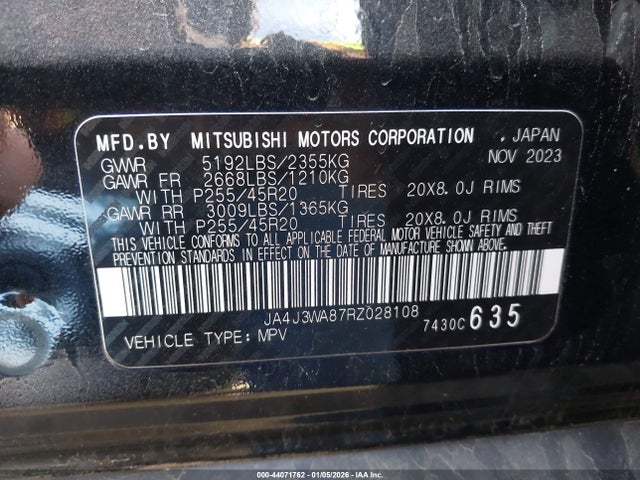 MFD.BY MITSUBISHI MOTORS CORPORATION , JAPAN
GVWR 5192LBS/2355KG NOV 2023
GAWR FR 2668LBS/1210KG
WITH P255/45R20 TIRES 20X8.0J RIMS
GAWR RR 3009LBS/1365KG
WITH P255/45R20 TIRES 20X8.0J RIMS
THIS VEHICLE CONFORMS TO ALL APPLICABLE FEDERAL MOTOR VEHICLE SAFETY AND THEFT
PREVENTION STANDARDS IN EFFECT ON THE DATE OF MANUFACTURE SHOWN ABOVE.
JA4J3WA87RZ028108
7430C 635
VEHICLE TYPE: MPV
000-44071762 - 01/05/2026 - IAA Inc.